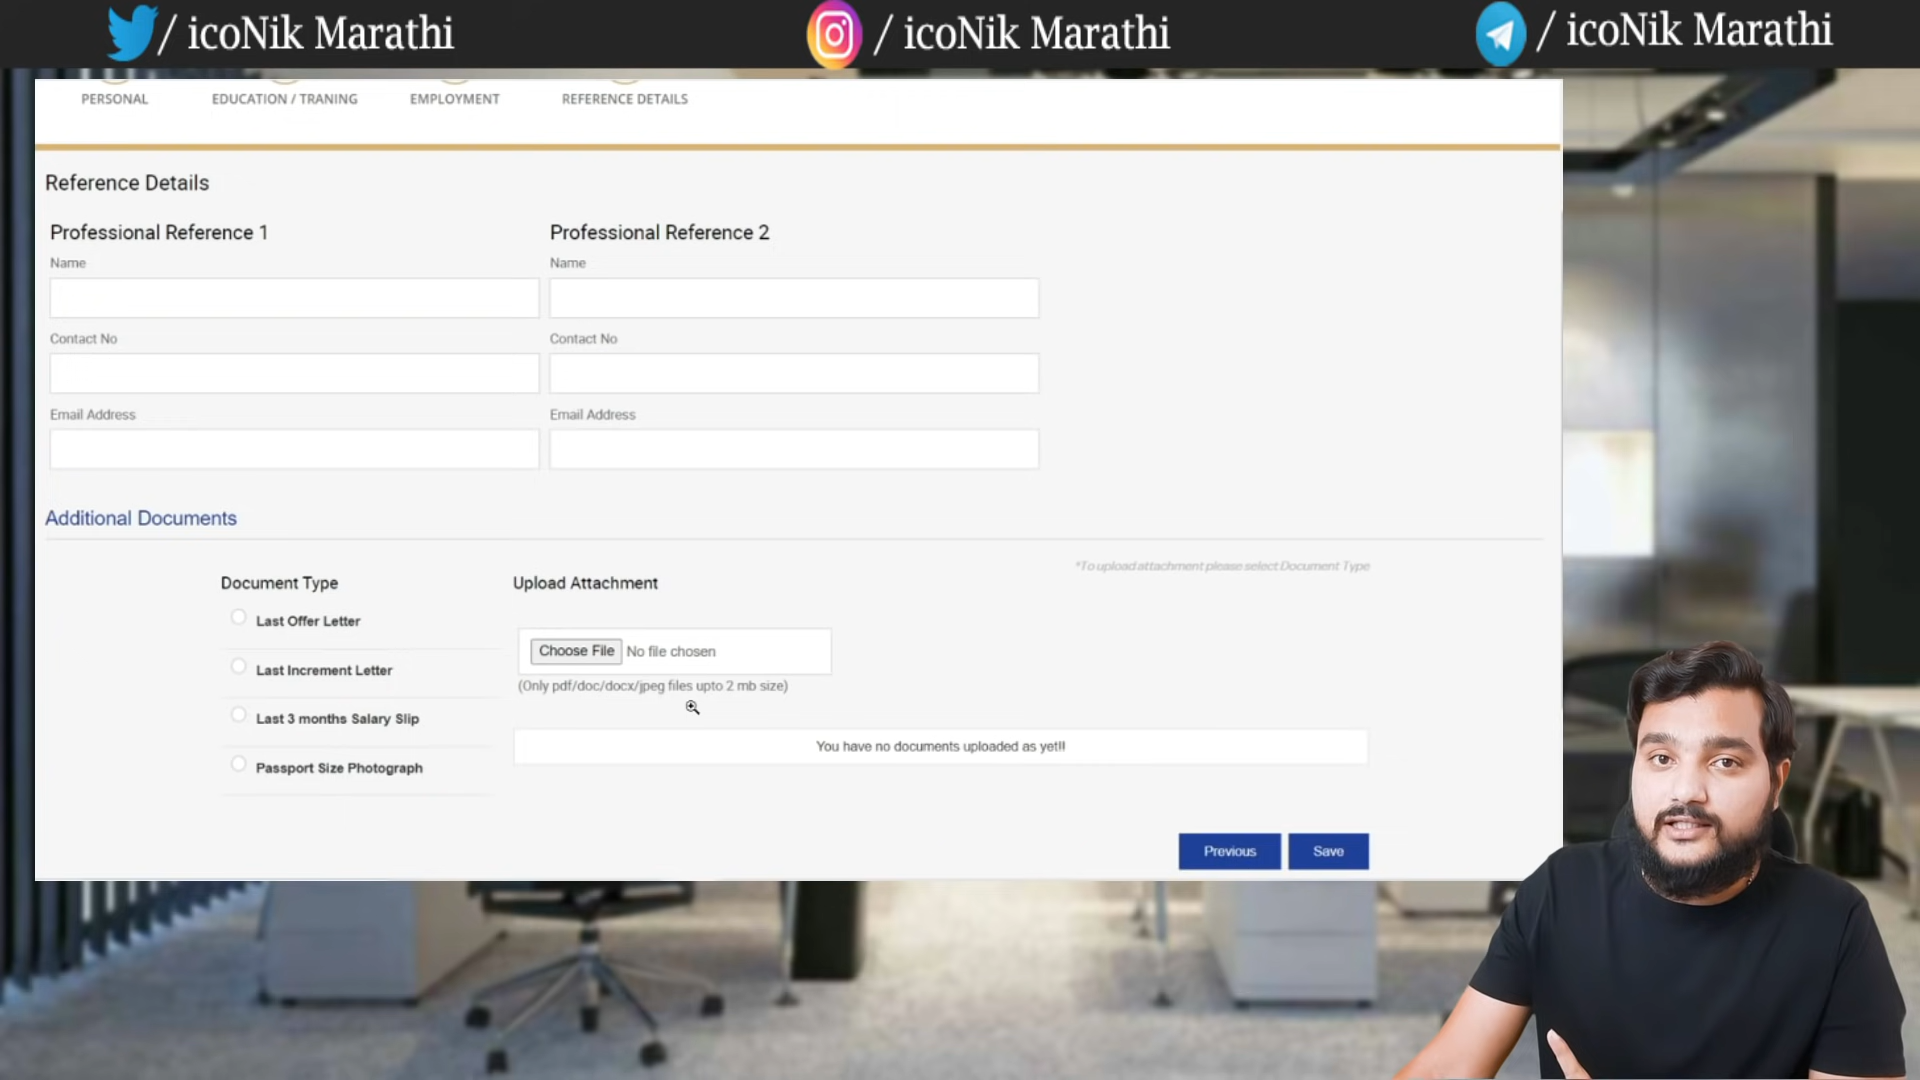 / icoNik Marathi
/ icoNik Marathi
/ icoNik Marathi
PERSONAL
EDUCATION / TRANING
EMPLOYMENT
REFERENCE DETAILS
Reference Details
Professional Reference 1
Professional Reference 2
Name
Name
Contact No
Contact No
Email Address
Email Address
Additional Documents
*To upload attachment please select Document Type
Document Type
Upload Attachment
Last Offer Letter
Choose File No file chosen
Last Increment Letter
(Only pdf/doc/docx/jpeg files upto 2 mb size)
Last 3 months Salary Slip
You have no documents uploaded as yet!!
Passport Size Photograph
Previous
Save